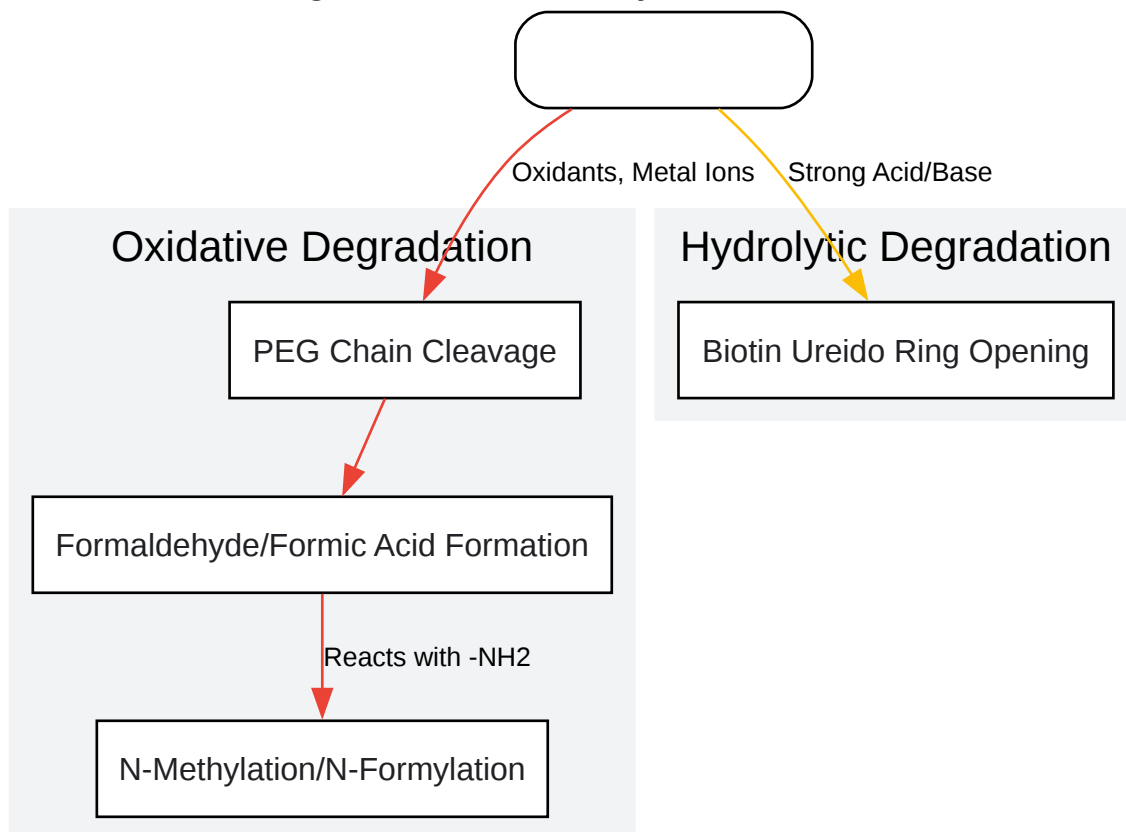 Oxidants, Metal Ions
Strong Acid/Base
Oxidative Degradation
Hydrolytic Degradation
PEG Chain Cleavage
Biotin Ureido Ring Opening
Formaldehyde/Formic Acid Formation
Reacts with -NH2
N-Methylation/N-Formylation